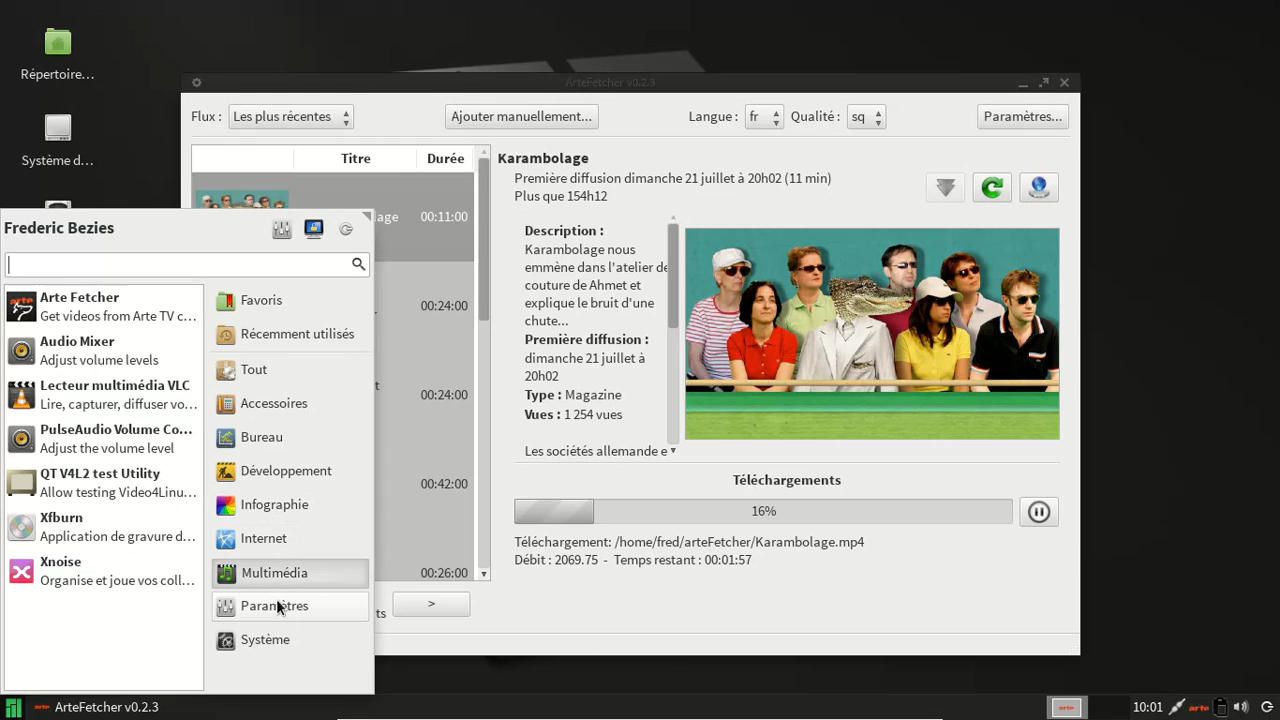 Répertoire...
Système d...
ArteFetcher v0.2.3
Flux :
Les plus récentes
Ajouter manuellement...
Langue :
fr
Qualité :
sq
Paramètres...
Titre
Durée
lage
00:11:00
00:24:00
00:24:00
00:42:00
00:26:00
ts
>
Karambolage
Première diffusion dimanche 21 juillet à 20h02 (11 min)
Plus que 154h12
Description :
Karambolage nous
emmène dans l'atelier de
couture de Ahmet et
explique le bruit d'une
chute...
Première diffusion :
dimanche 21 juillet à
20h02
Type : Magazine
Vues : 1 254 vues
Les sociétés allemande e
Téléchargements
16%
Téléchargement: /home/fred/arteFetcher/Karambolage.mp4
Débit : 2069.75 - Temps restant : 00:01:57
Frederic Bezies
Arte Fetcher
Get videos from Arte TV c...
Audio Mixer
Adjust volume levels
Lecteur multimédia VLC
Lire, capturer, diffuser vo...
PulseAudio Volume Co...
Adjust the volume level
QT V4L2 test Utility
Allow testing Video4Linu...
Xfburn
Application de gravure d...
Xnoise
Organise et joue vos coll...
Favoris
Récemment utilisés
Tout
Accessoires
Bureau
Développement
Infographie
Internet
Multimédia
Paramètres
Système
ArteFetcher v0.2.3
arte
10:01
arte